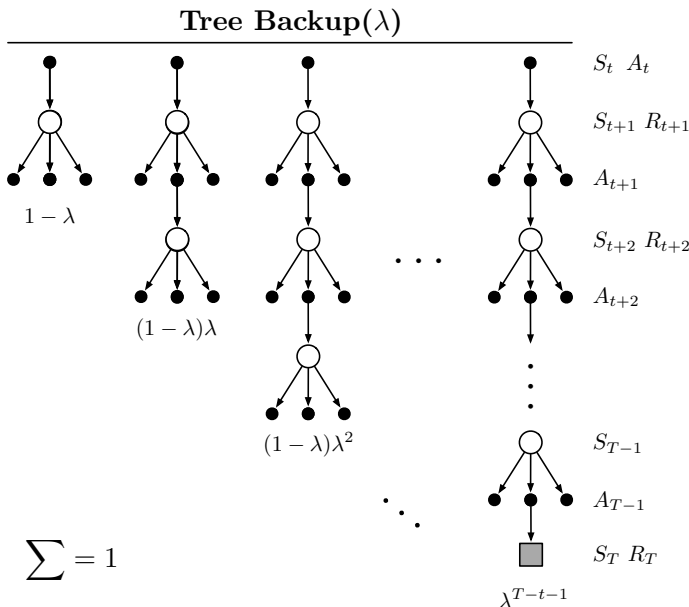 Tree Backup(λ)
S_t A_t
S_{t+1} R_{t+1}
A_{t+1}
1 − λ
S_{t+2} R_{t+2}
. . .
A_{t+2}
(1 − λ)λ
(1 − λ)λ²
S_{T−1}
A_{T−1}
∑ = 1
S_T R_T
λ^{T−t−1}